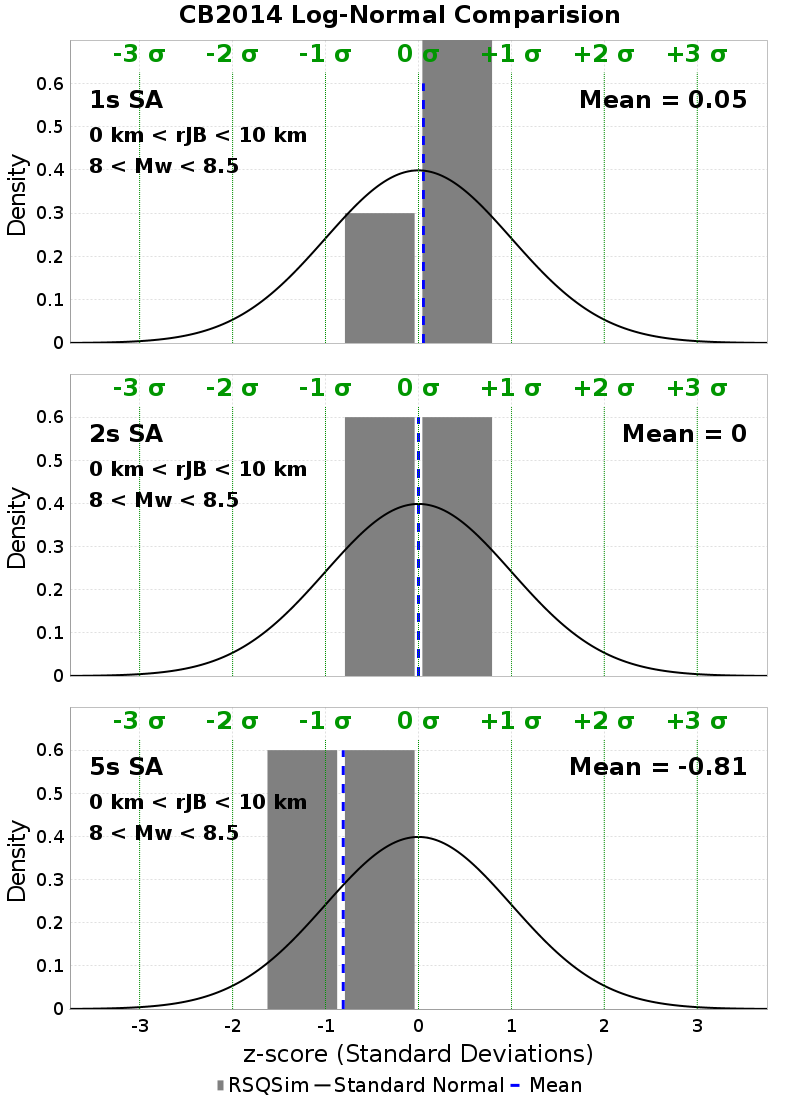 CB2014 Log-Normal Comparision
-3 σ -2 σ -1 σ 0 σ +1 σ +2 σ +3 σ
1s SA Mean = 0.05
0 km < rJB < 10 km
8 < Mw < 8.5
Density
0.6
0.5
0.4
0.3
0.2
0.1
0
-3 σ -2 σ -1 σ 0 σ +1 σ +2 σ +3 σ
2s SA Mean = 0
0 km < rJB < 10 km
8 < Mw < 8.5
Density
0.6
0.5
0.4
0.3
0.2
0.1
0
-3 σ -2 σ -1 σ 0 σ +1 σ +2 σ +3 σ
5s SA Mean = -0.81
0 km < rJB < 10 km
8 < Mw < 8.5
Density
0.6
0.5
0.4
0.3
0.2
0.1
0
-3 -2 -1 0 1 2 3
z-score (Standard Deviations)
RSQSim Standard Normal Mean